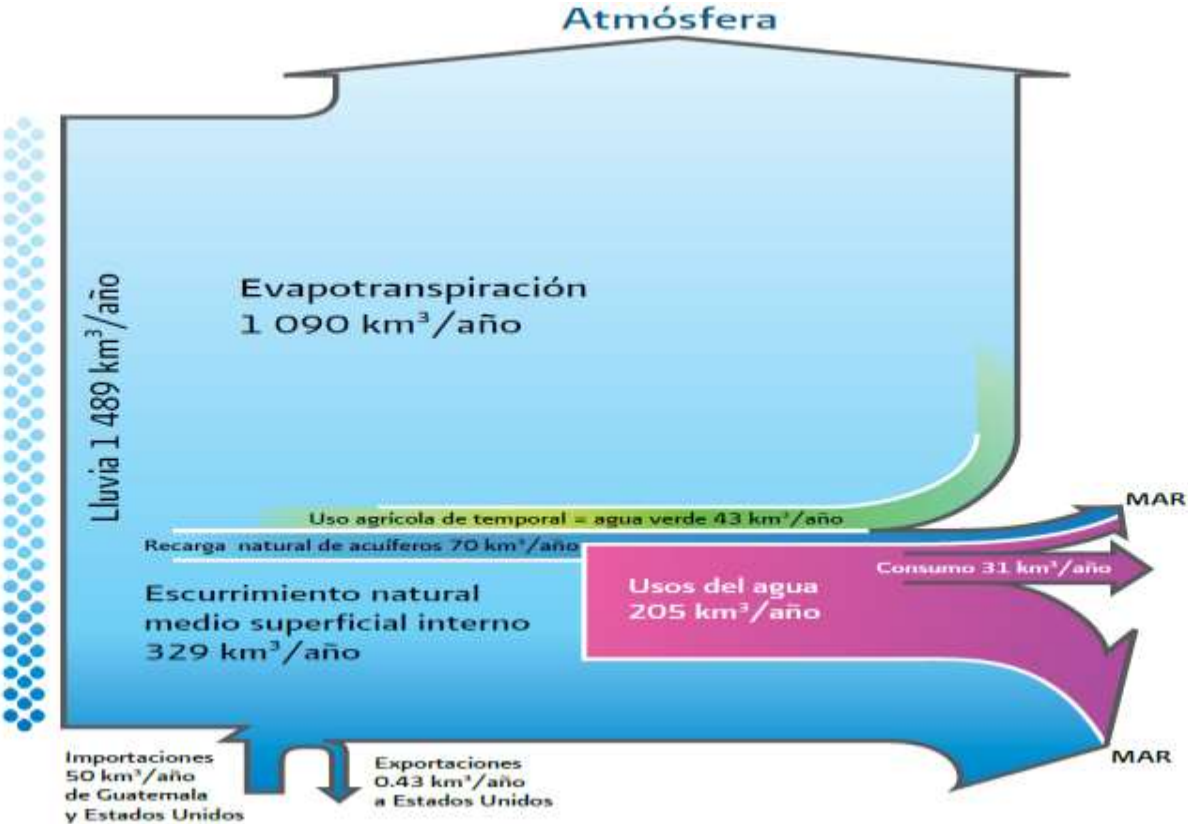 Atmósfera
Lluvia 1 489 km³/año
Evapotranspiración
1 090 km³/año
Uso agrícola de temporal = agua verde 43 km³/año
Recarga natural de acuíferos 70 km³/año
Escurrimiento natural
medio superficial interno
329 km³/año
Usos del agua
205 km³/año
MAR
Consumo 31 km³/año
MAR
Importaciones
50 km³/año
de Guatemala
y Estados Unidos
Exportaciones
0.43 km³/año
a Estados Unidos